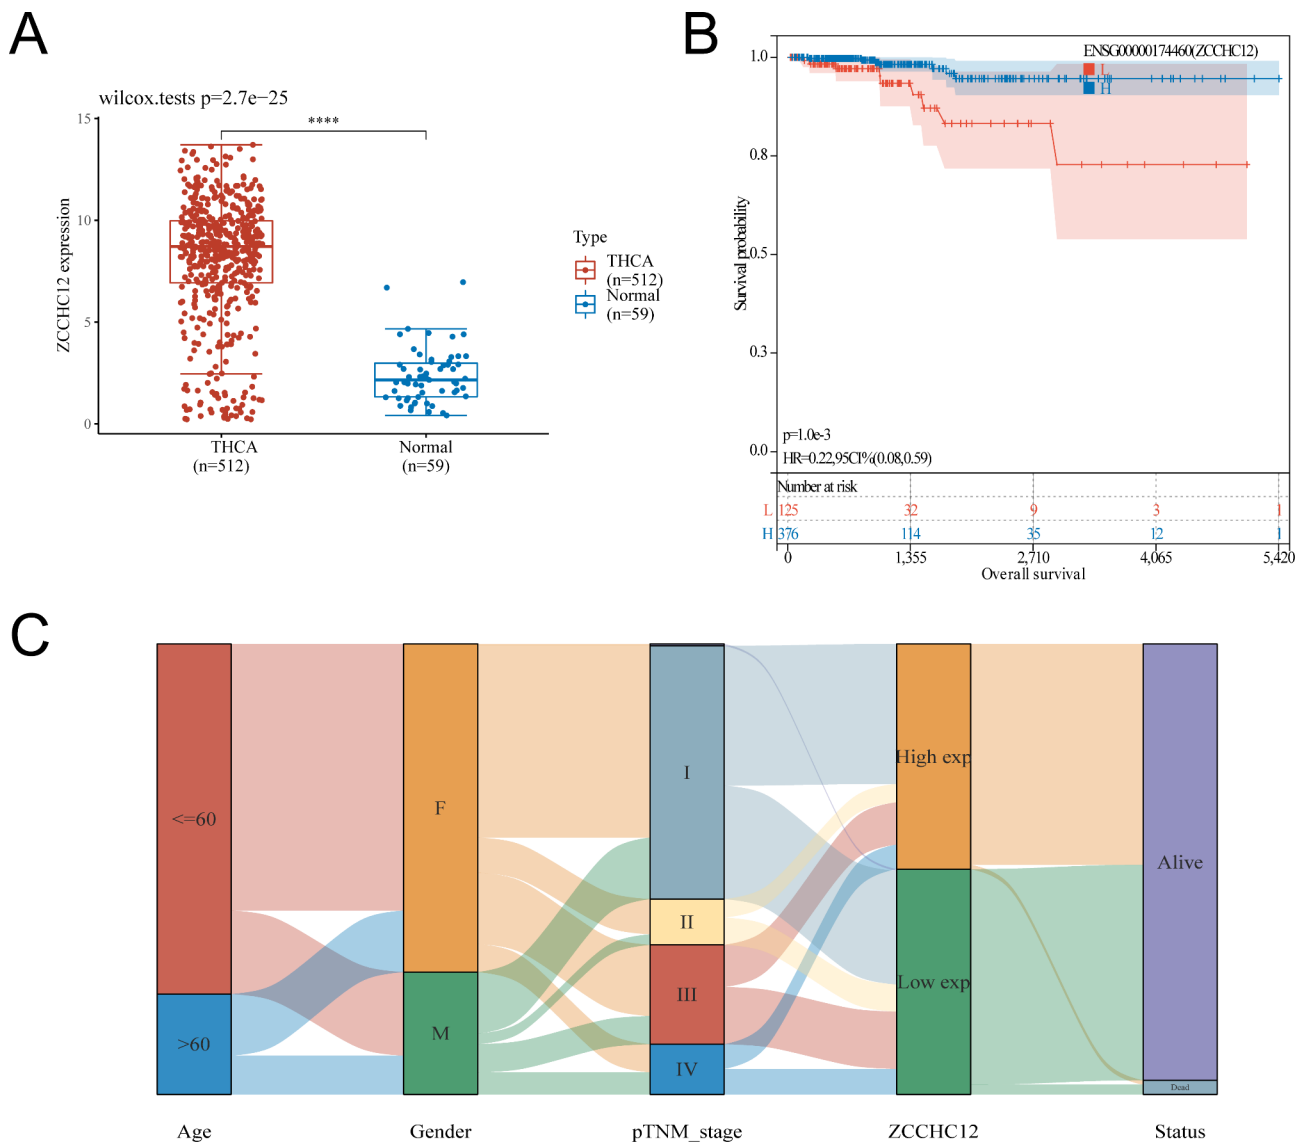 A
wilcox.tests p=2.7e−25
****
15
10
5
0
ZCCHC12 expression
THCA
(n=512)
Normal
(n=59)
Type
THCA
(n=512)
Normal
(n=59)
B
ENSG00000174460(ZCCHC12)
L
H
1.0
0.8
0.5
0.3
0.0
Survival probability
p=1.0e-3
HR=0.22,95CI%(0.08,0.59)
Number at risk
L 125 32 9 3 1
H 376 114 35 12 1
0 1,355 2,710 4,065 5,420
Overall survival
C
<=60
>60
F
M
I
II
III
IV
High exp
Low exp
Alive
Dead
Age Gender pTNM_stage ZCCHC12 Status